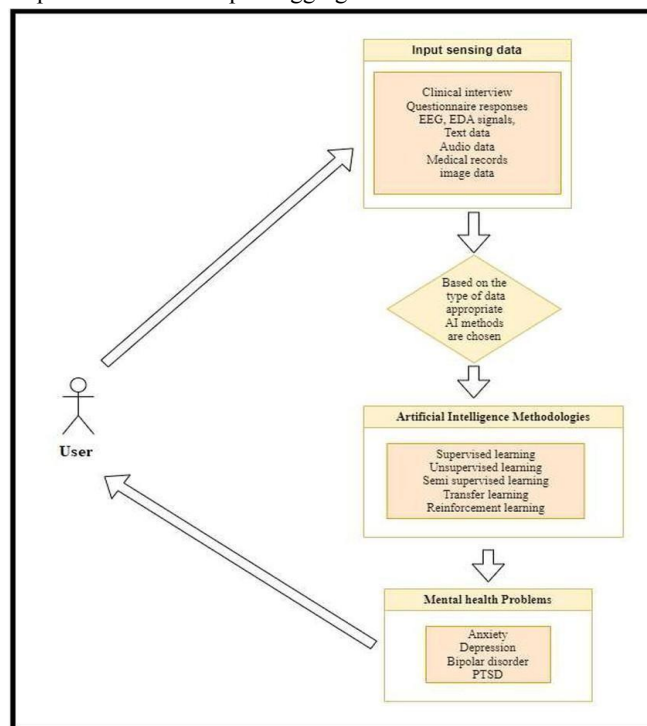 Input sensing data
Clinical interview
Questionnaire responses
EEG, EDA signals,
Text data
Audio data
Medical records
image data
Based on the
type of data
appropriate
AI methods
are chosen
Artificial Intelligence Methodologies
Supervised learning
Unsupervised learning
Semi supervised learning
Transfer learning
Reinforcement learning
User
Mental health Problems
Anxiety
Depression
Bipolar disorder
PTSD